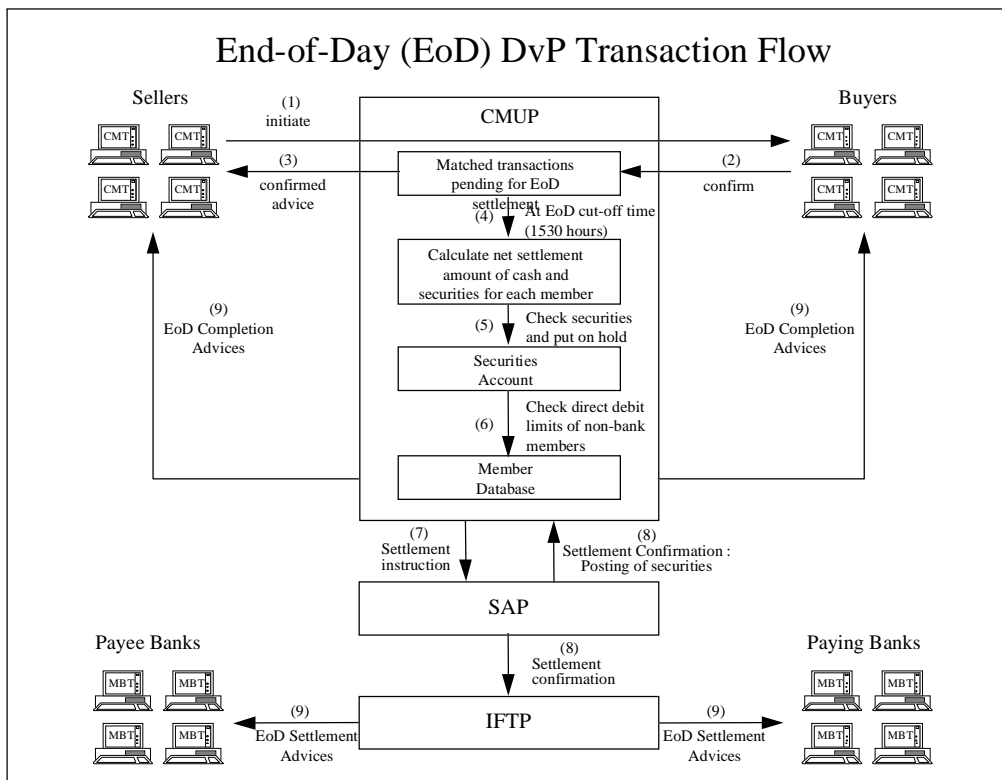 End-of-Day (EoD) DvP Transaction Flow
Sellers
CMT
CMT
CMT
CMT
(1)
initiate
CMUP
Buyers
CMT
CMT
CMT
CMT
(3)
confirmed
advice
Matched transactions
pending for EoD
settlement
(2)
confirm
(4)
At EoD cut-off time
(1530 hours)
Calculate net settlement
amount of cash and
securities for each member
(5)
Check securities
and put on hold
Securities
Account
(6)
Check direct debit
limits of non-bank
members
Member
Database
(9)
EoD Completion
Advices
(9)
EoD Completion
Advices
(7)
Settlement
instruction
(8)
Settlement Confirmation :
Posting of securities
SAP
(8)
Settlement
confirmation
Payee Banks
MBT
MBT
MBT
MBT
(9)
EoD Settlement
Advices
IFTP
(9)
EoD Settlement
Advices
Paying Banks
MBT
MBT
MBT
MBT